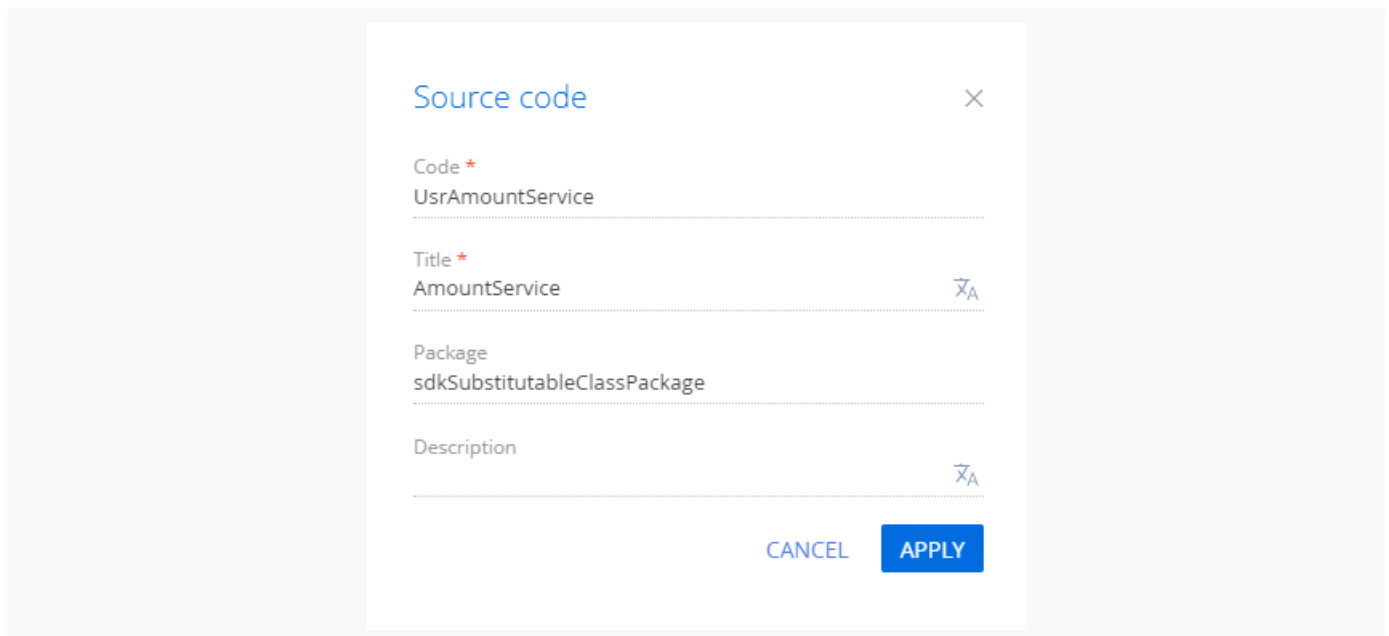 Source code
Code *
UsrAmountService
Title *
AmountService
Package
sdkSubstitutableClassPackage
Description
CANCEL
APPLY